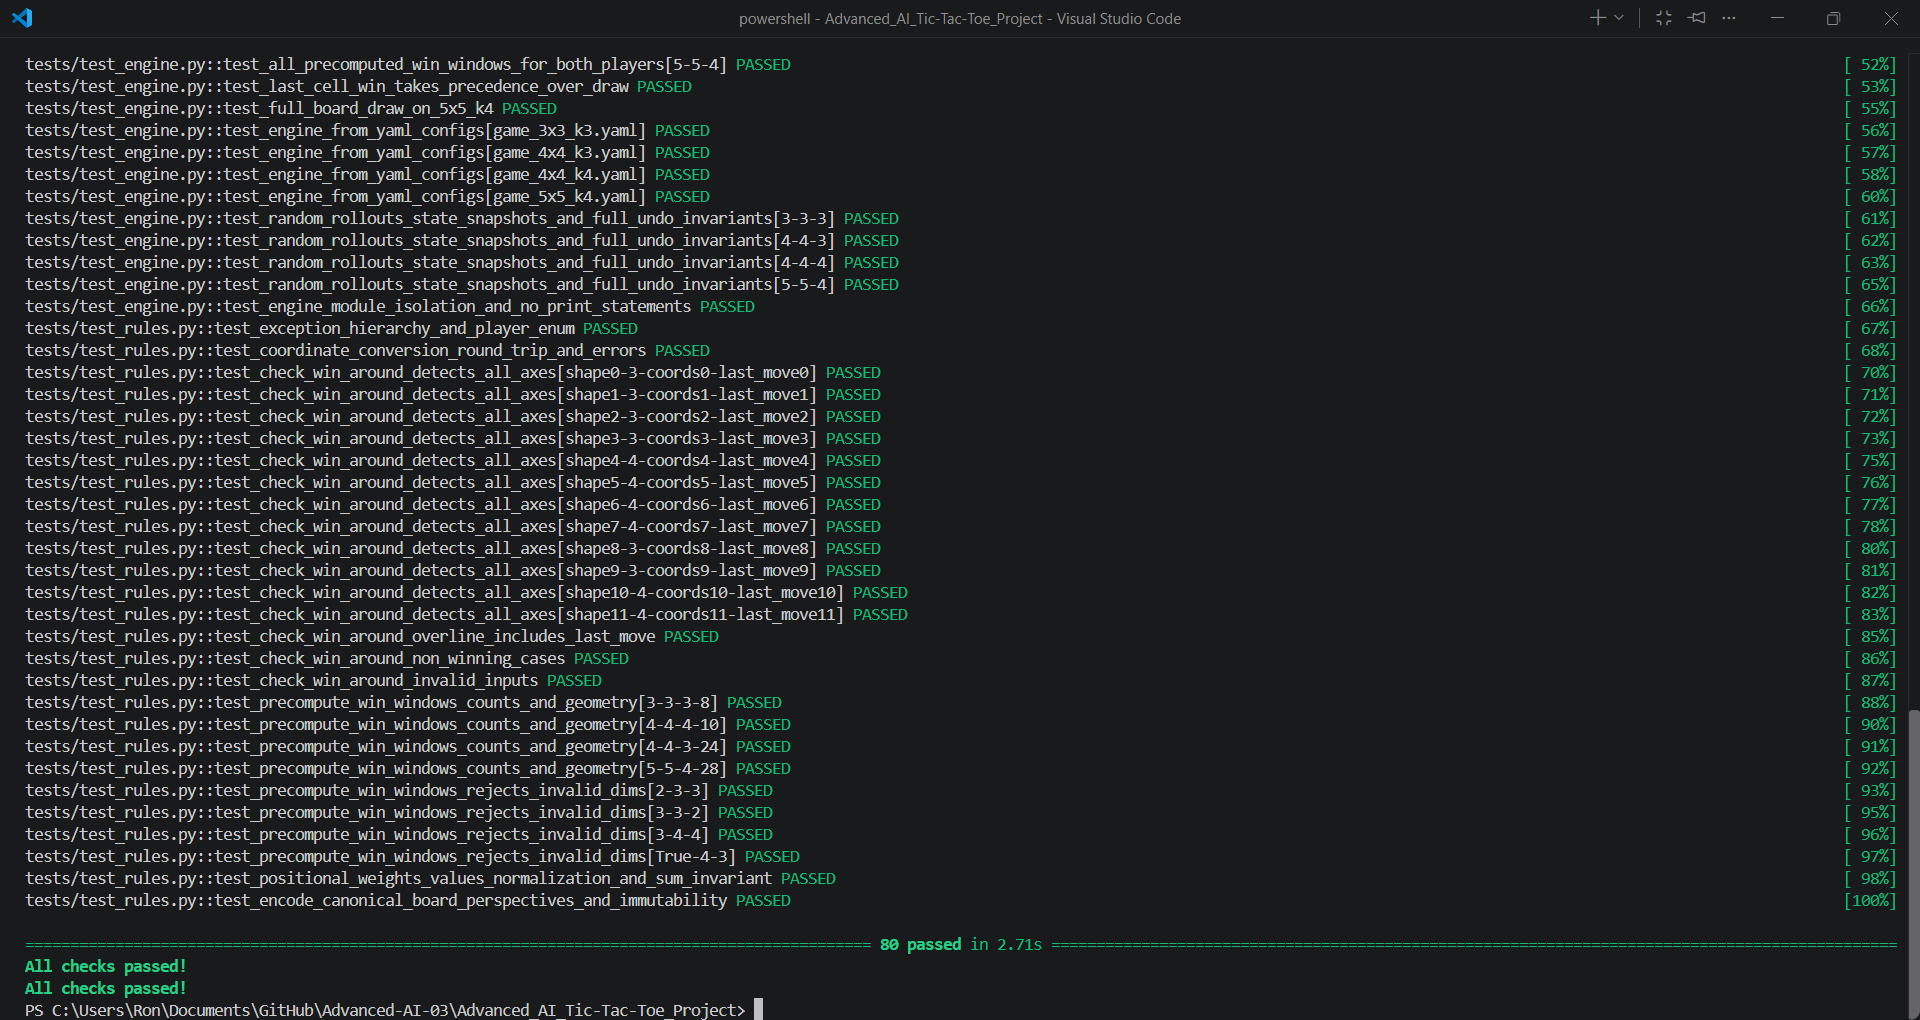 powershell - Advanced_AI_Tic-Tac-Toe_Project - Visual Studio Code
tests/test_engine.py::test_all_precomputed_win_windows_for_both_players[5-5-4] PASSED [ 52%]
tests/test_engine.py::test_last_cell_win_takes_precedence_over_draw PASSED [ 53%]
tests/test_engine.py::test_full_board_draw_on_5x5_k4 PASSED [ 55%]
tests/test_engine.py::test_engine_from_yaml_configs[game_3x3_k3.yaml] PASSED [ 56%]
tests/test_engine.py::test_engine_from_yaml_configs[game_4x4_k3.yaml] PASSED [ 57%]
tests/test_engine.py::test_engine_from_yaml_configs[game_4x4_k4.yaml] PASSED [ 58%]
tests/test_engine.py::test_engine_from_yaml_configs[game_5x5_k4.yaml] PASSED [ 60%]
tests/test_engine.py::test_random_rollouts_state_snapshots_and_full_undo_invariants[3-3-3] PASSED [ 61%]
tests/test_engine.py::test_random_rollouts_state_snapshots_and_full_undo_invariants[4-4-3] PASSED [ 62%]
tests/test_engine.py::test_random_rollouts_state_snapshots_and_full_undo_invariants[4-4-4] PASSED [ 63%]
tests/test_engine.py::test_random_rollouts_state_snapshots_and_full_undo_invariants[5-5-4] PASSED [ 65%]
tests/test_engine.py::test_engine_module_isolation_and_no_print_statements PASSED [ 66%]
tests/test_rules.py::test_exception_hierarchy_and_player_enum PASSED [ 67%]
tests/test_rules.py::test_coordinate_conversion_round_trip_and_errors PASSED [ 68%]
tests/test_rules.py::test_check_win_around_detects_all_axes[shape0-3-coords0-last_move0] PASSED [ 70%]
tests/test_rules.py::test_check_win_around_detects_all_axes[shape1-3-coords1-last_move1] PASSED [ 71%]
tests/test_rules.py::test_check_win_around_detects_all_axes[shape2-3-coords2-last_move2] PASSED [ 72%]
tests/test_rules.py::test_check_win_around_detects_all_axes[shape3-3-coords3-last_move3] PASSED [ 73%]
tests/test_rules.py::test_check_win_around_detects_all_axes[shape4-4-coords4-last_move4] PASSED [ 75%]
tests/test_rules.py::test_check_win_around_detects_all_axes[shape5-4-coords5-last_move5] PASSED [ 76%]
tests/test_rules.py::test_check_win_around_detects_all_axes[shape6-4-coords6-last_move6] PASSED [ 77%]
tests/test_rules.py::test_check_win_around_detects_all_axes[shape7-4-coords7-last_move7] PASSED [ 78%]
tests/test_rules.py::test_check_win_around_detects_all_axes[shape8-3-coords8-last_move8] PASSED [ 80%]
tests/test_rules.py::test_check_win_around_detects_all_axes[shape9-3-coords9-last_move9] PASSED [ 81%]
tests/test_rules.py::test_check_win_around_detects_all_axes[shape10-4-coords10-last_move10] PASSED [ 82%]
tests/test_rules.py::test_check_win_around_detects_all_axes[shape11-4-coords11-last_move11] PASSED [ 83%]
tests/test_rules.py::test_check_win_around_overline_includes_last_move PASSED [ 85%]
tests/test_rules.py::test_check_win_around_non_winning_cases PASSED [ 86%]
tests/test_rules.py::test_check_win_around_invalid_inputs PASSED [ 87%]
tests/test_rules.py::test_precompute_win_windows_counts_and_geometry[3-3-3-8] PASSED [ 88%]
tests/test_rules.py::test_precompute_win_windows_counts_and_geometry[4-4-4-10] PASSED [ 90%]
tests/test_rules.py::test_precompute_win_windows_counts_and_geometry[4-4-3-24] PASSED [ 91%]
tests/test_rules.py::test_precompute_win_windows_counts_and_geometry[5-5-4-28] PASSED [ 92%]
tests/test_rules.py::test_precompute_win_windows_rejects_invalid_dims[2-3-3] PASSED [ 93%]
tests/test_rules.py::test_precompute_win_windows_rejects_invalid_dims[3-3-2] PASSED [ 95%]
tests/test_rules.py::test_precompute_win_windows_rejects_invalid_dims[3-4-4] PASSED [ 96%]
tests/test_rules.py::test_precompute_win_windows_rejects_invalid_dims[True-4-3] PASSED [ 97%]
tests/test_rules.py::test_positional_weights_values_normalization_and_sum_invariant PASSED [ 98%]
tests/test_rules.py::test_encode_canonical_board_perspectives_and_immutability PASSED [100%]
============================================================================================== 80 passed in 2.71s ==============================================================================================
All checks passed!
All checks passed!
PS C:\Users\Ron\Documents\GitHub\Advanced-AI-03\Advanced_AI_Tic-Tac-Toe_Project>